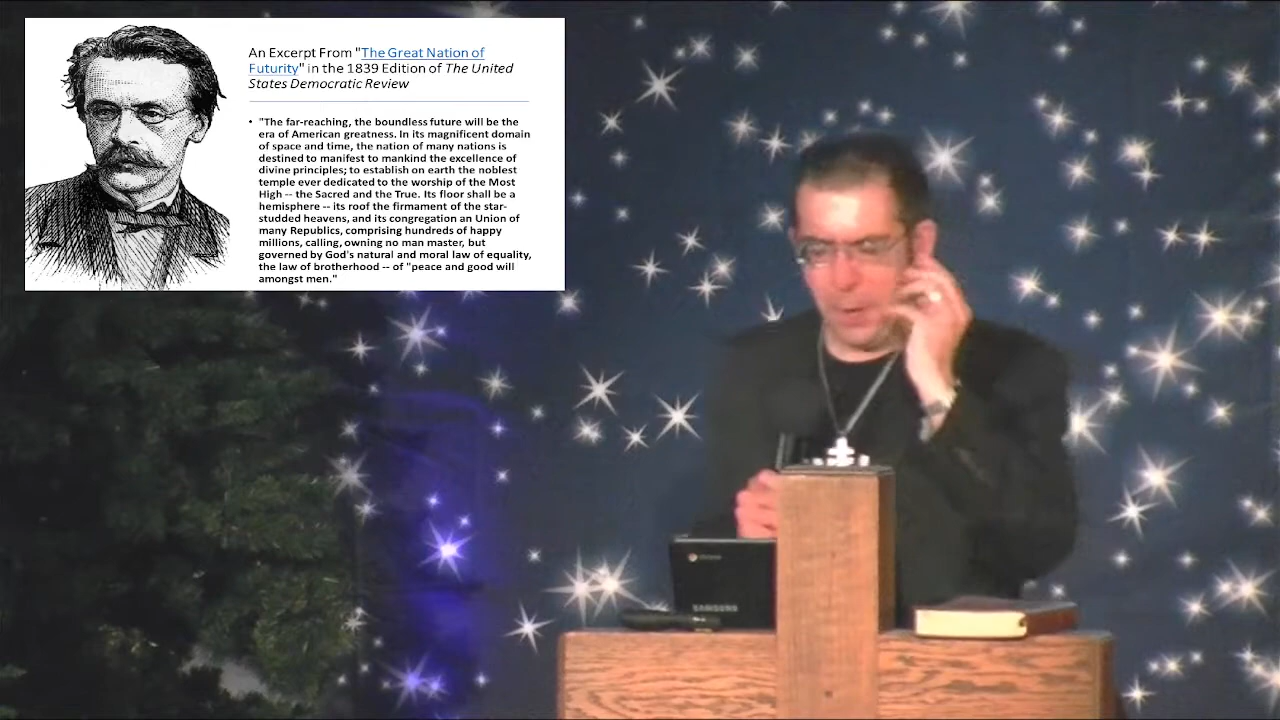 An Excerpt From "The Great Nation of
Futurity" in the 1839 Edition of The United
States Democratic Review
• "The far-reaching, the boundless future will be the
era of American greatness. In its magnificent domain
of space and time, the nation of many nations is
destined to manifest to mankind the excellence of
divine principles; to establish on earth the noblest
temple ever dedicated to the worship of the Most
High -- the Sacred and the True. Its floor shall be a
hemisphere -- its roof the firmament of the star-
studded heavens, and its congregation an Union of
many Republics, comprising hundreds of happy
millions, calling, owning no man master, but
governed by God's natural and moral law of equality,
the law of brotherhood -- of "peace and good will
amongst men."
chrome
SAMSUNG